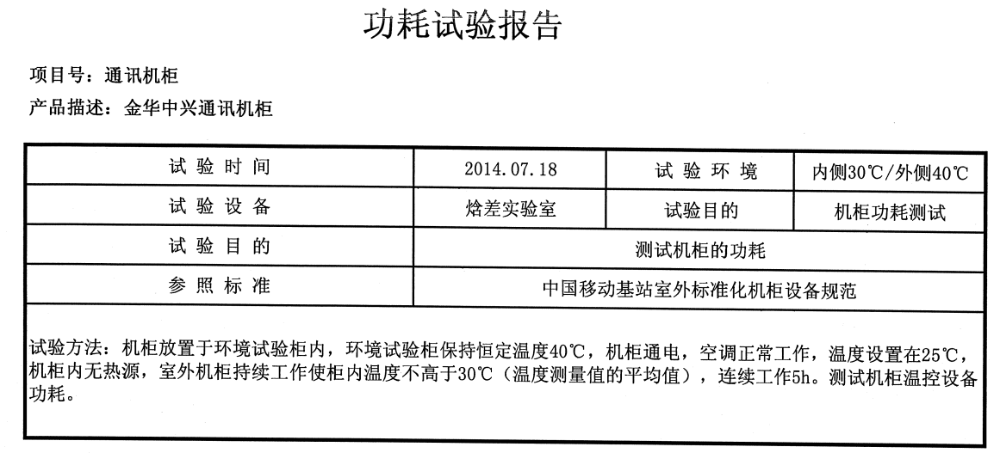 功耗试验报告
项目号：通讯机柜
产品描述：金华中兴通讯机柜
试 验 时 间 2014.07.18 试 验 环 境 内侧30℃/外侧40℃
试 验 设 备 焓差实验室 试验目的 机柜功耗测试
试 验 目 的 测试机柜的功耗
参 照 标 准 中国移动基站室外标准化机柜设备规范
试验方法：机柜放置于环境试验柜内，环境试验柜保持恒定温度40℃，机柜通电，空调正常工作，温度设置在25℃，
机柜内无热源，室外机柜持续工作使柜内温度不高于30℃（温度测量值的平均值），连续工作5h。测试机柜温控设备
功耗。